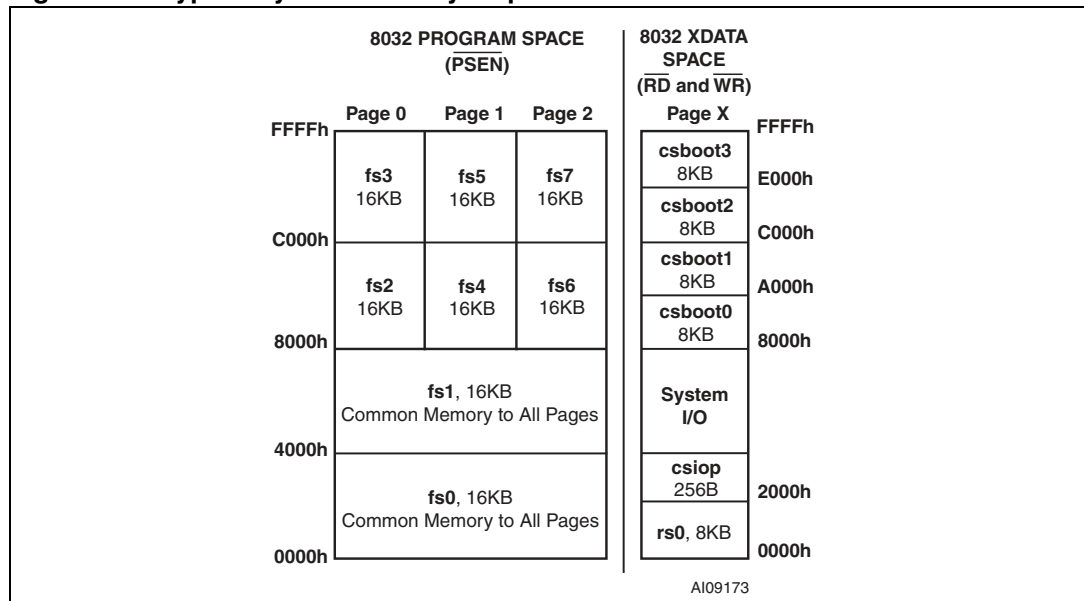 8032 PROGRAM SPACE
(PSEN)
Page 0 Page 1 Page 2
FFFFh
fs3
16KB
fs5
16KB
fs7
16KB
C000h
fs2
16KB
fs4
16KB
fs6
16KB
8000h
fs1, 16KB
Common Memory to All Pages
4000h
fs0, 16KB
Common Memory to All Pages
0000h
8032 XDATA
SPACE
(RD and WR)
Page X
FFFFh
csboot3
8KB
E000h
csboot2
8KB
C000h
csboot1
8KB
A000h
csboot0
8KB
8000h
System
I/O
csiop
256B
2000h
rs0, 8KB
0000h
AI09173